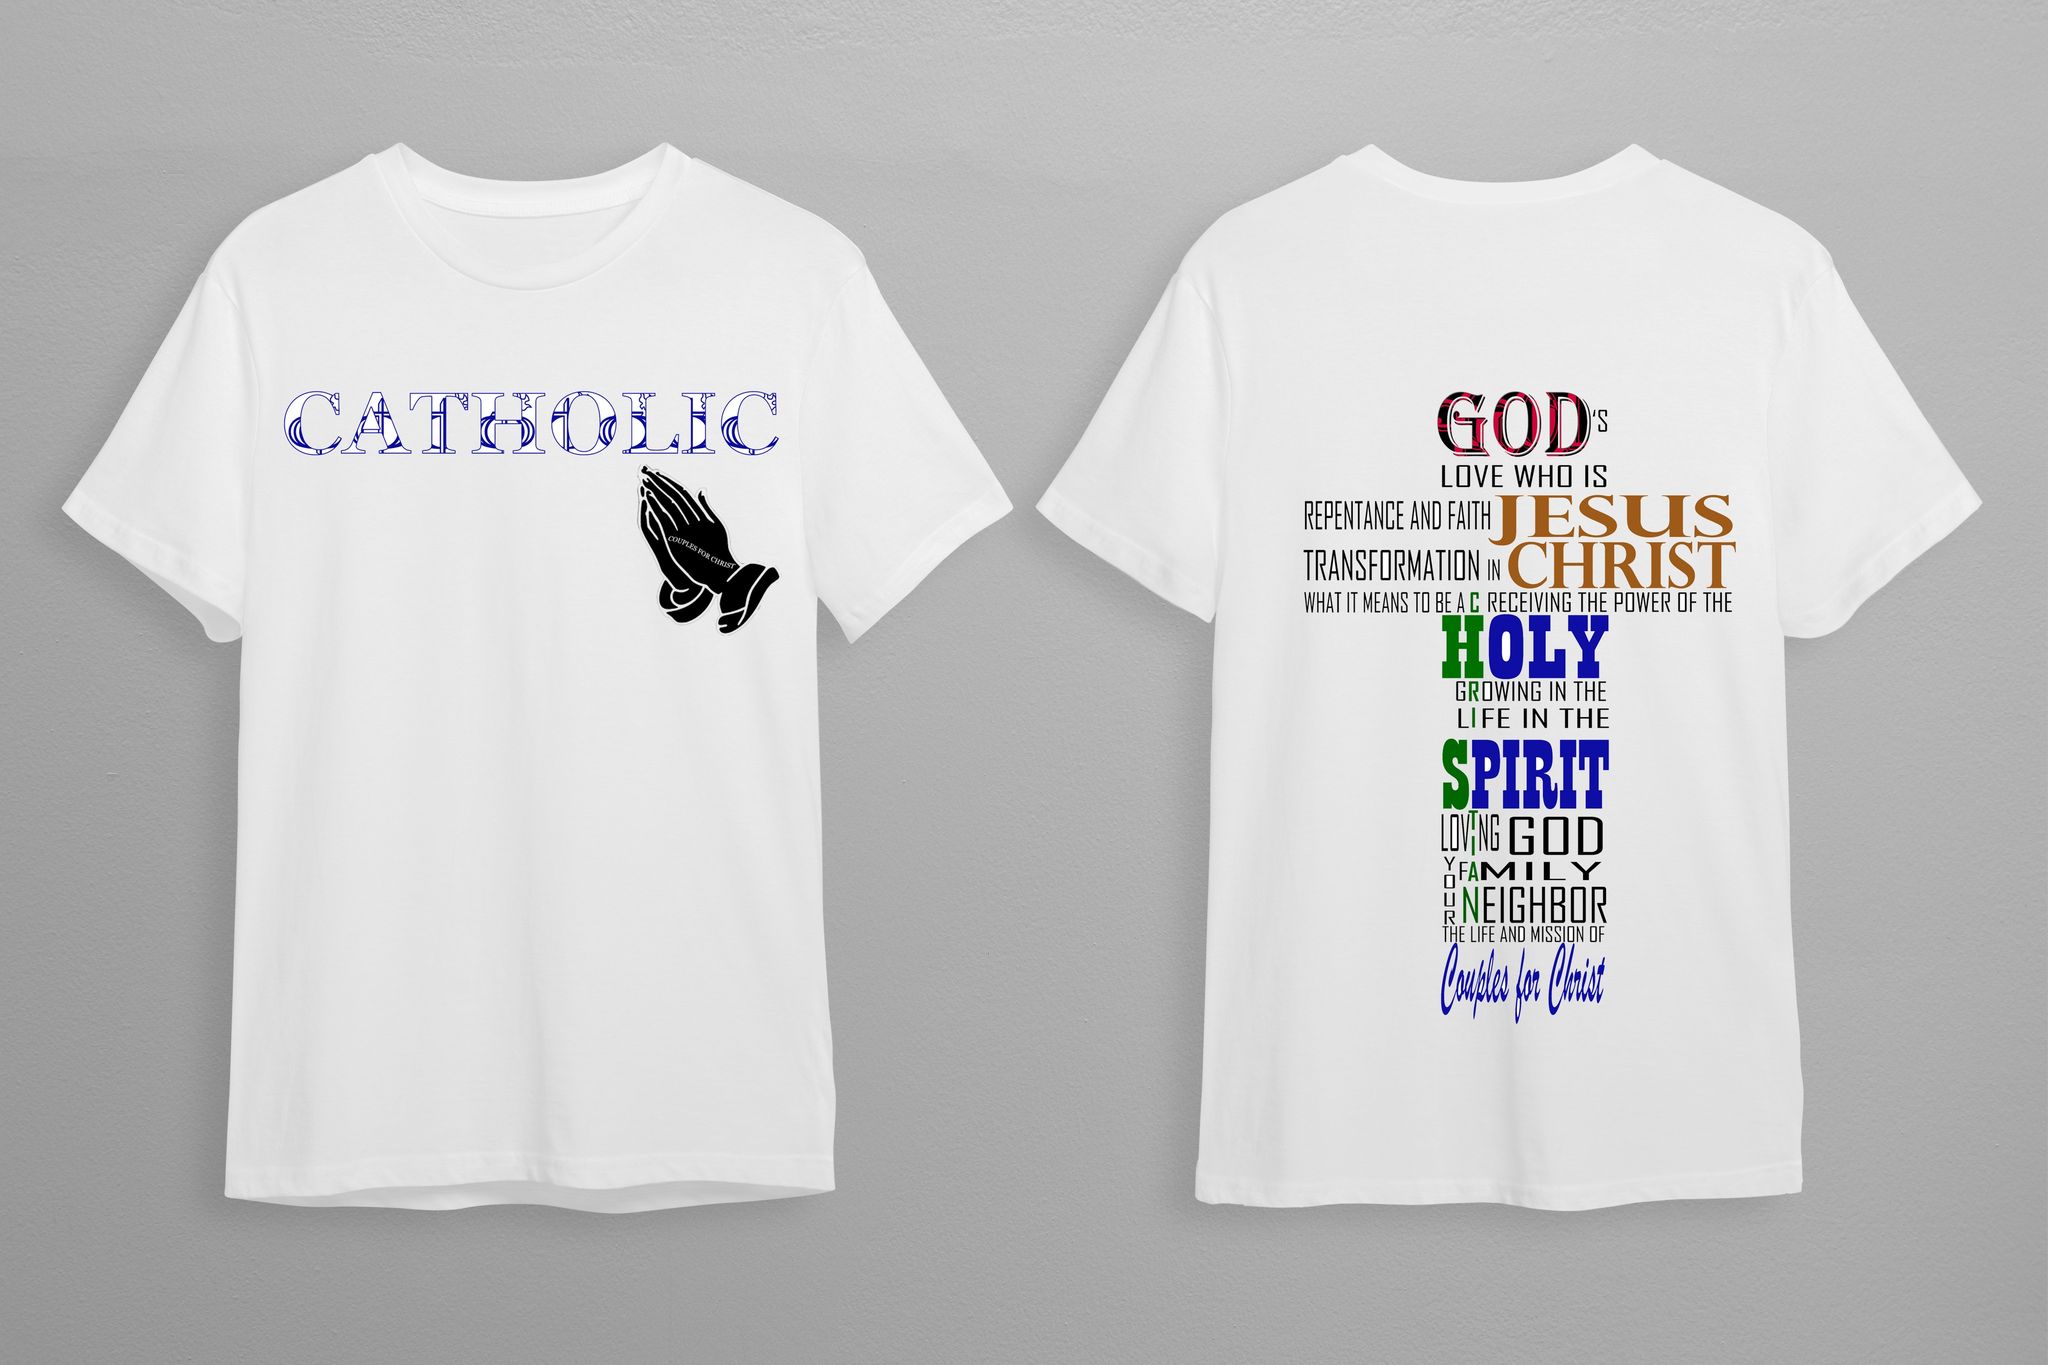 CATHOLIC
COUPLES FOR CHRIST
GOD'S
LOVE WHO IS
REPENTANCE AND FAITH JESUS
TRANSFORMATION IN CHRIST
WHAT IT MEANS TO BE A C RECEIVING THE POWER OF THE
HOLY
GROWING IN THE
LIFE IN THE
SPIRIT
LOVING GOD
YOUR
FAMILY
NEIGHBOR
THE LIFE AND MISSION OF
Couples for Christ